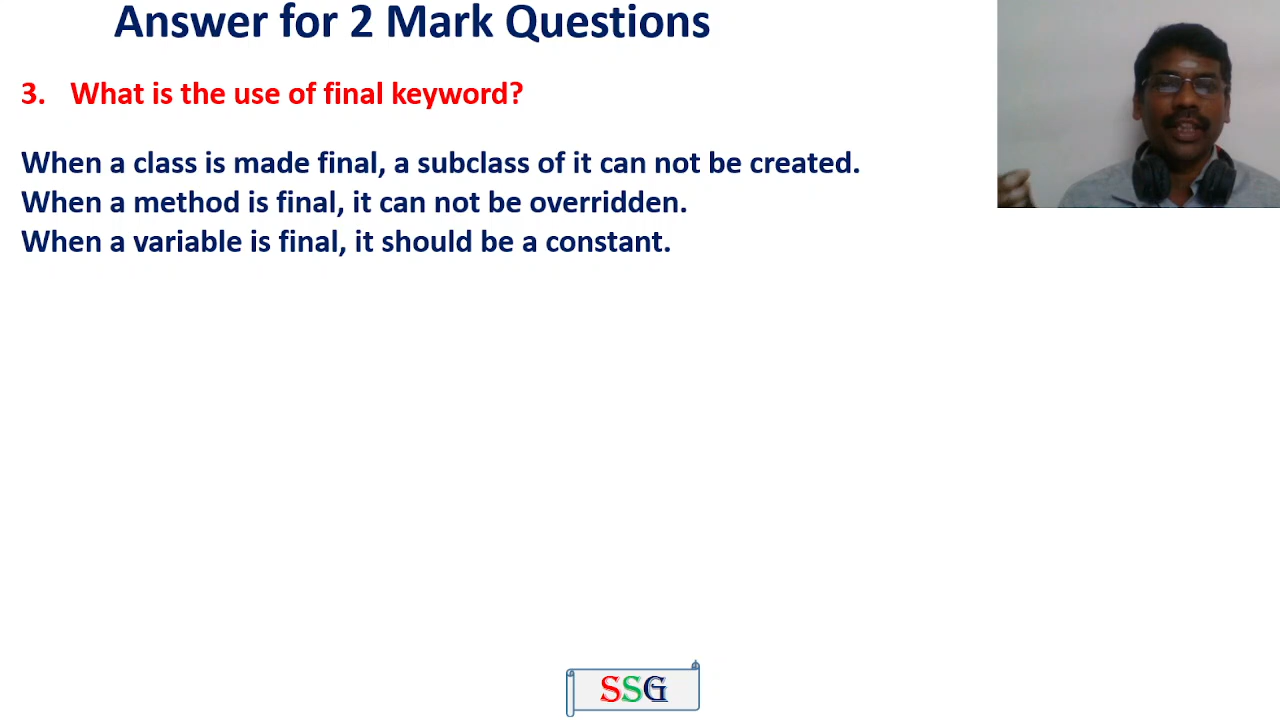 Answer for 2 Mark Questions
3. What is the use of final keyword?
When a class is made final, a subclass of it can not be created.
When a method is final, it can not be overridden.
When a variable is final, it should be a constant.
SSG